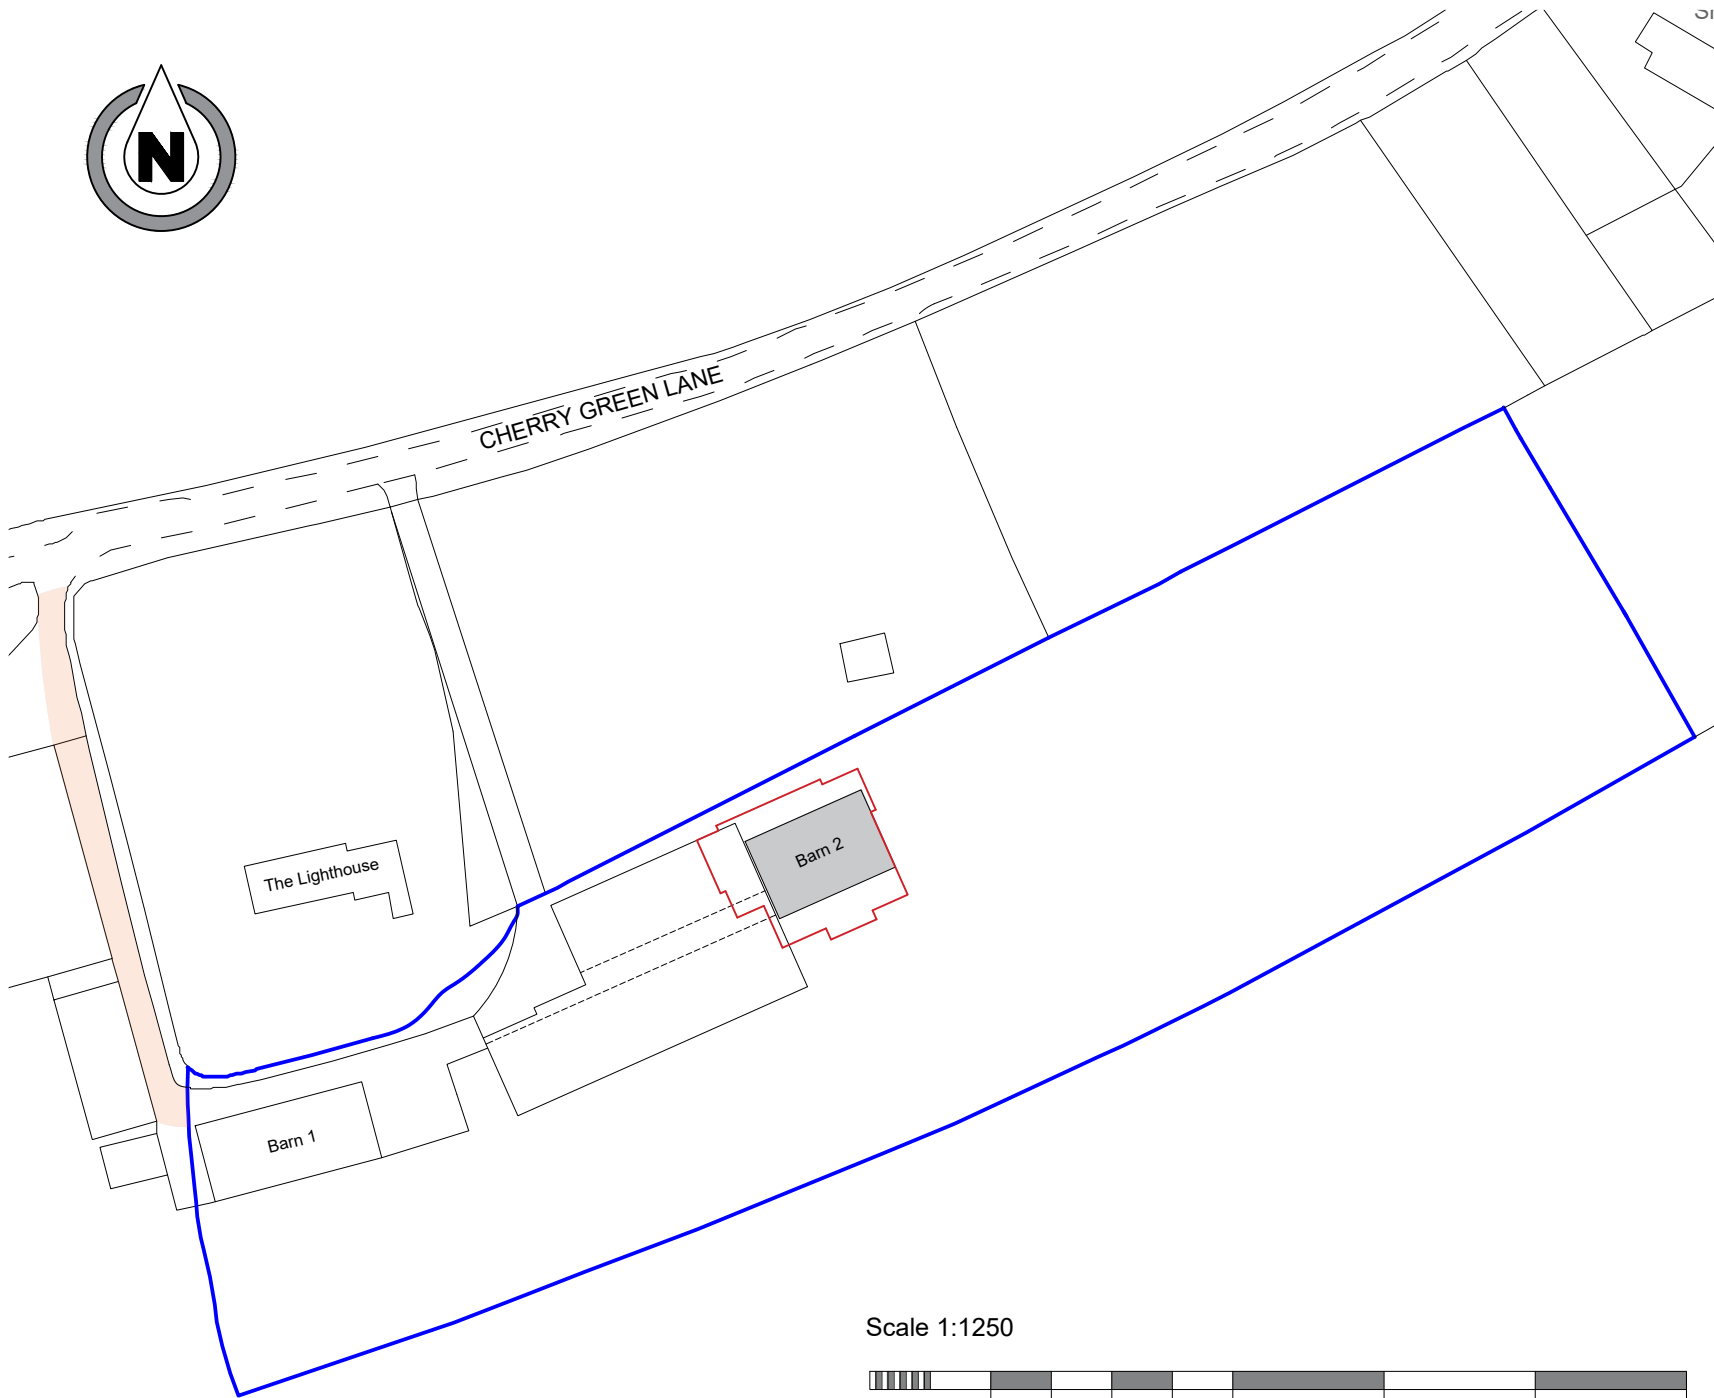 N
CHERRY GREEN LANE
The Lighthouse
Barn 2
Barn 1
Scale 1:1250